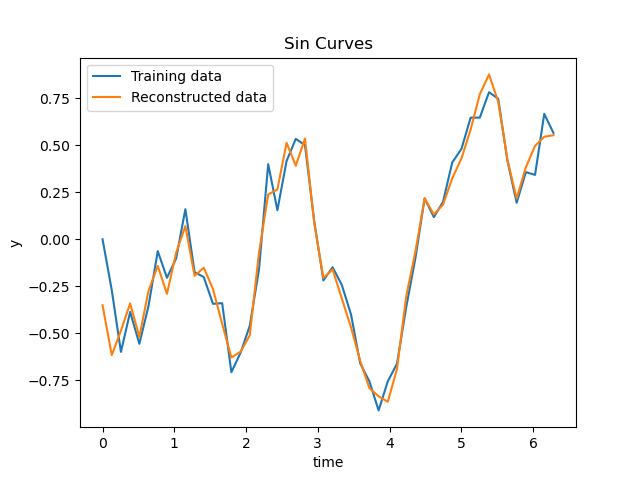 Sin Curves
Training data
Reconstructed data
y
0.75
0.50
0.25
0.00
−0.25
−0.50
−0.75
0 1 2 3 4 5 6
time